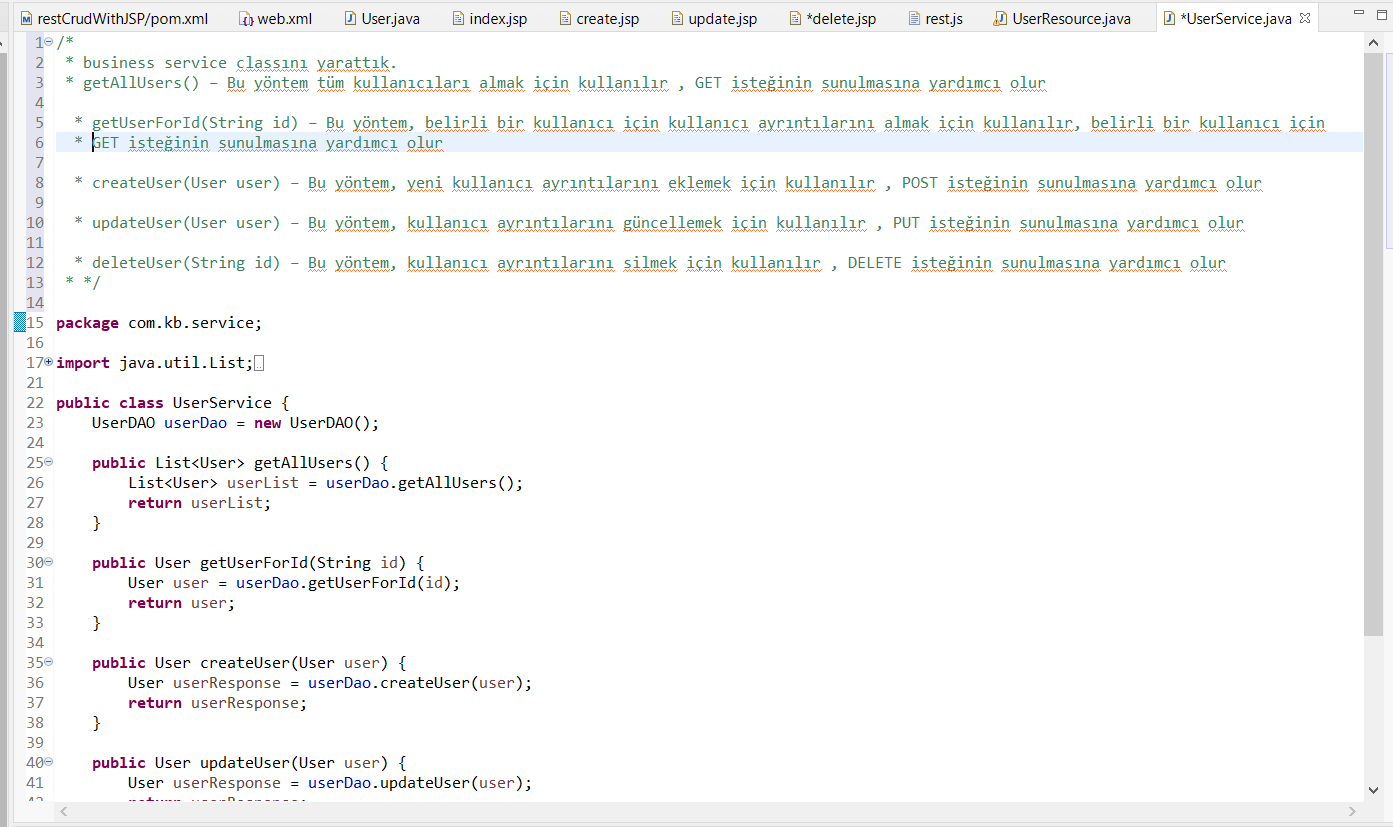 restCrudWithJSP/pom.xml web.xml User.java index.jsp create.jsp update.jsp *delete.jsp rest.js UserResource.java *UserService.java
1 /*
2 * business service classını yarattık.
3 * getAllUsers() – Bu yöntem tüm kullanıcıları almak için kullanılır , GET isteğinin sunulmasına yardımcı olur
4
5 * getUserForId(String id) – Bu yöntem, belirli bir kullanıcı için kullanıcı ayrıntılarını almak için kullanılır, belirli bir kullanıcı için
6 * GET isteğinin sunulmasına yardımcı olur
7
8 * createUser(User user) – Bu yöntem, yeni kullanıcı ayrıntılarını eklemek için kullanılır , POST isteğinin sunulmasına yardımcı olur
9
10 * updateUser(User user) – Bu yöntem, kullanıcı ayrıntılarını güncellemek için kullanılır , PUT isteğinin sunulmasına yardımcı olur
11
12 * deleteUser(String id) – Bu yöntem, kullanıcı ayrıntılarını silmek için kullanılır , DELETE isteğinin sunulmasına yardımcı olur
13 * */
14
15 package com.kb.service;
16
17 import java.util.List;
21
22 public class UserService {
23 UserDAO userDao = new UserDAO();
24
25 public List<User> getAllUsers() {
26 List<User> userList = userDao.getAllUsers();
27 return userList;
28 }
29
30 public User getUserForId(String id) {
31 User user = userDao.getUserForId(id);
32 return user;
33 }
34
35 public User createUser(User user) {
36 User userResponse = userDao.createUser(user);
37 return userResponse;
38 }
39
40 public User updateUser(User user) {
41 User userResponse = userDao.updateUser(user);